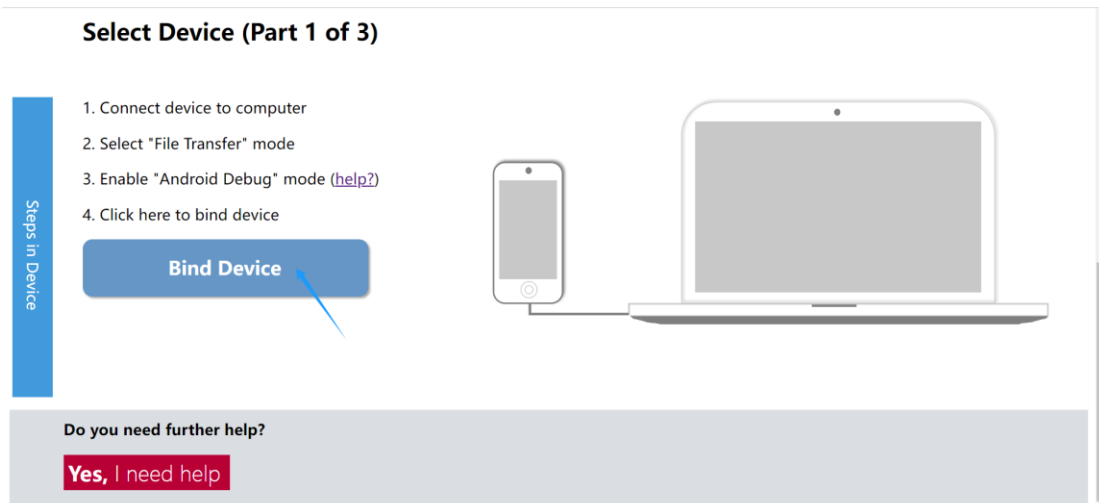 Select Device (Part 1 of 3)
1. Connect device to computer
2. Select "File Transfer" mode
3. Enable "Android Debug" mode (help?)
4. Click here to bind device
Bind Device
Steps in Device
Do you need further help?
Yes, I need help